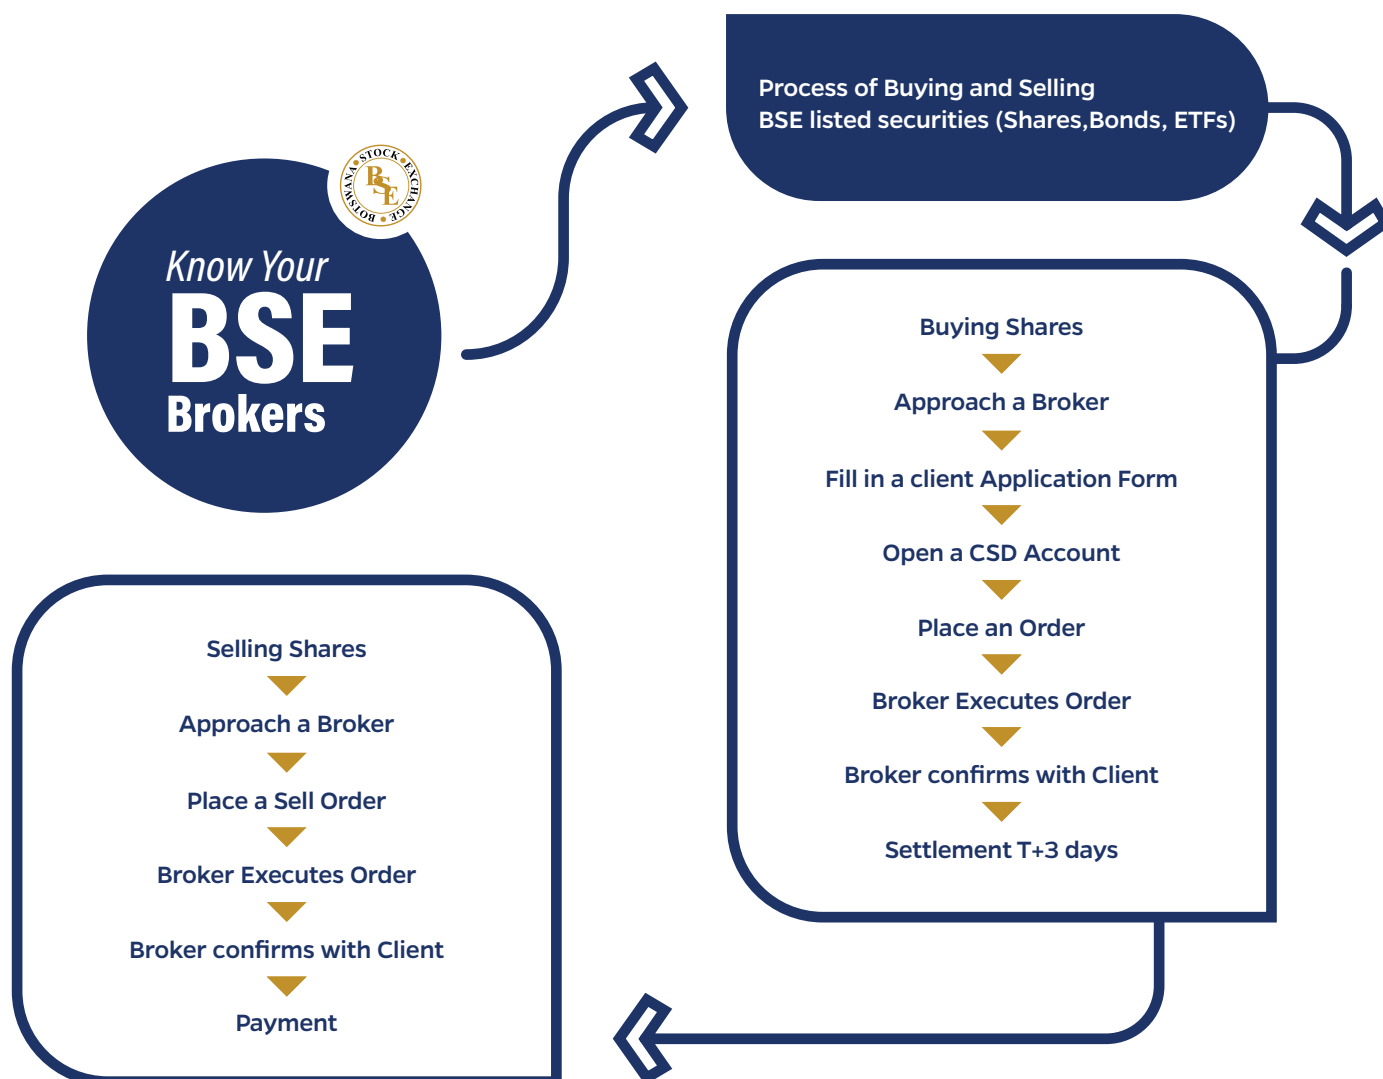 Know Your
BSE
Brokers
BOTSWANA • STOCK • EXCHANGE •
BSE
Process of Buying and Selling
BSE listed securities (Shares,Bonds, ETFs)
Buying Shares
Approach a Broker
Fill in a client Application Form
Open a CSD Account
Place an Order
Broker Executes Order
Broker confirms with Client
Settlement T+3 days
Selling Shares
Approach a Broker
Place a Sell Order
Broker Executes Order
Broker confirms with Client
Payment